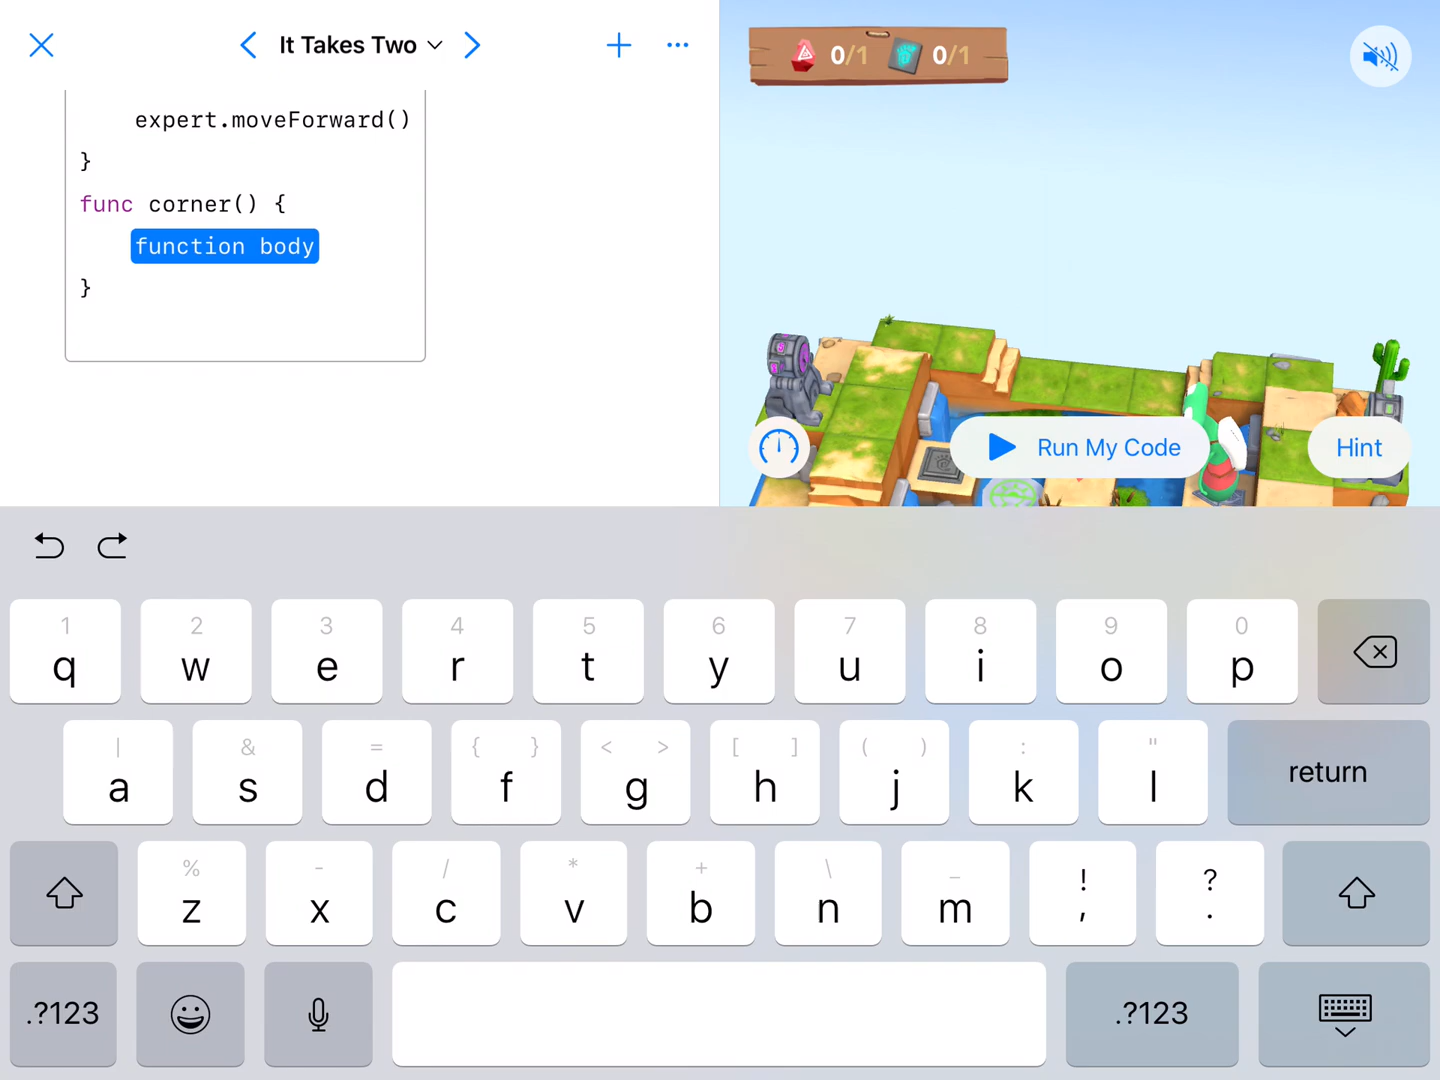 It Takes Two
expert.moveForward()
}
func corner() {
function body
}
0/1 0/1
Run My Code
Hint
1 2 3 4 5 6 7 8 9 0
q w e r t y u i o p
| & = { } < > [ ] ( ) : "
a s d f g h j k l return
% - / * + \ _ ! ?
z x c v b n m , .
.?123 .?123